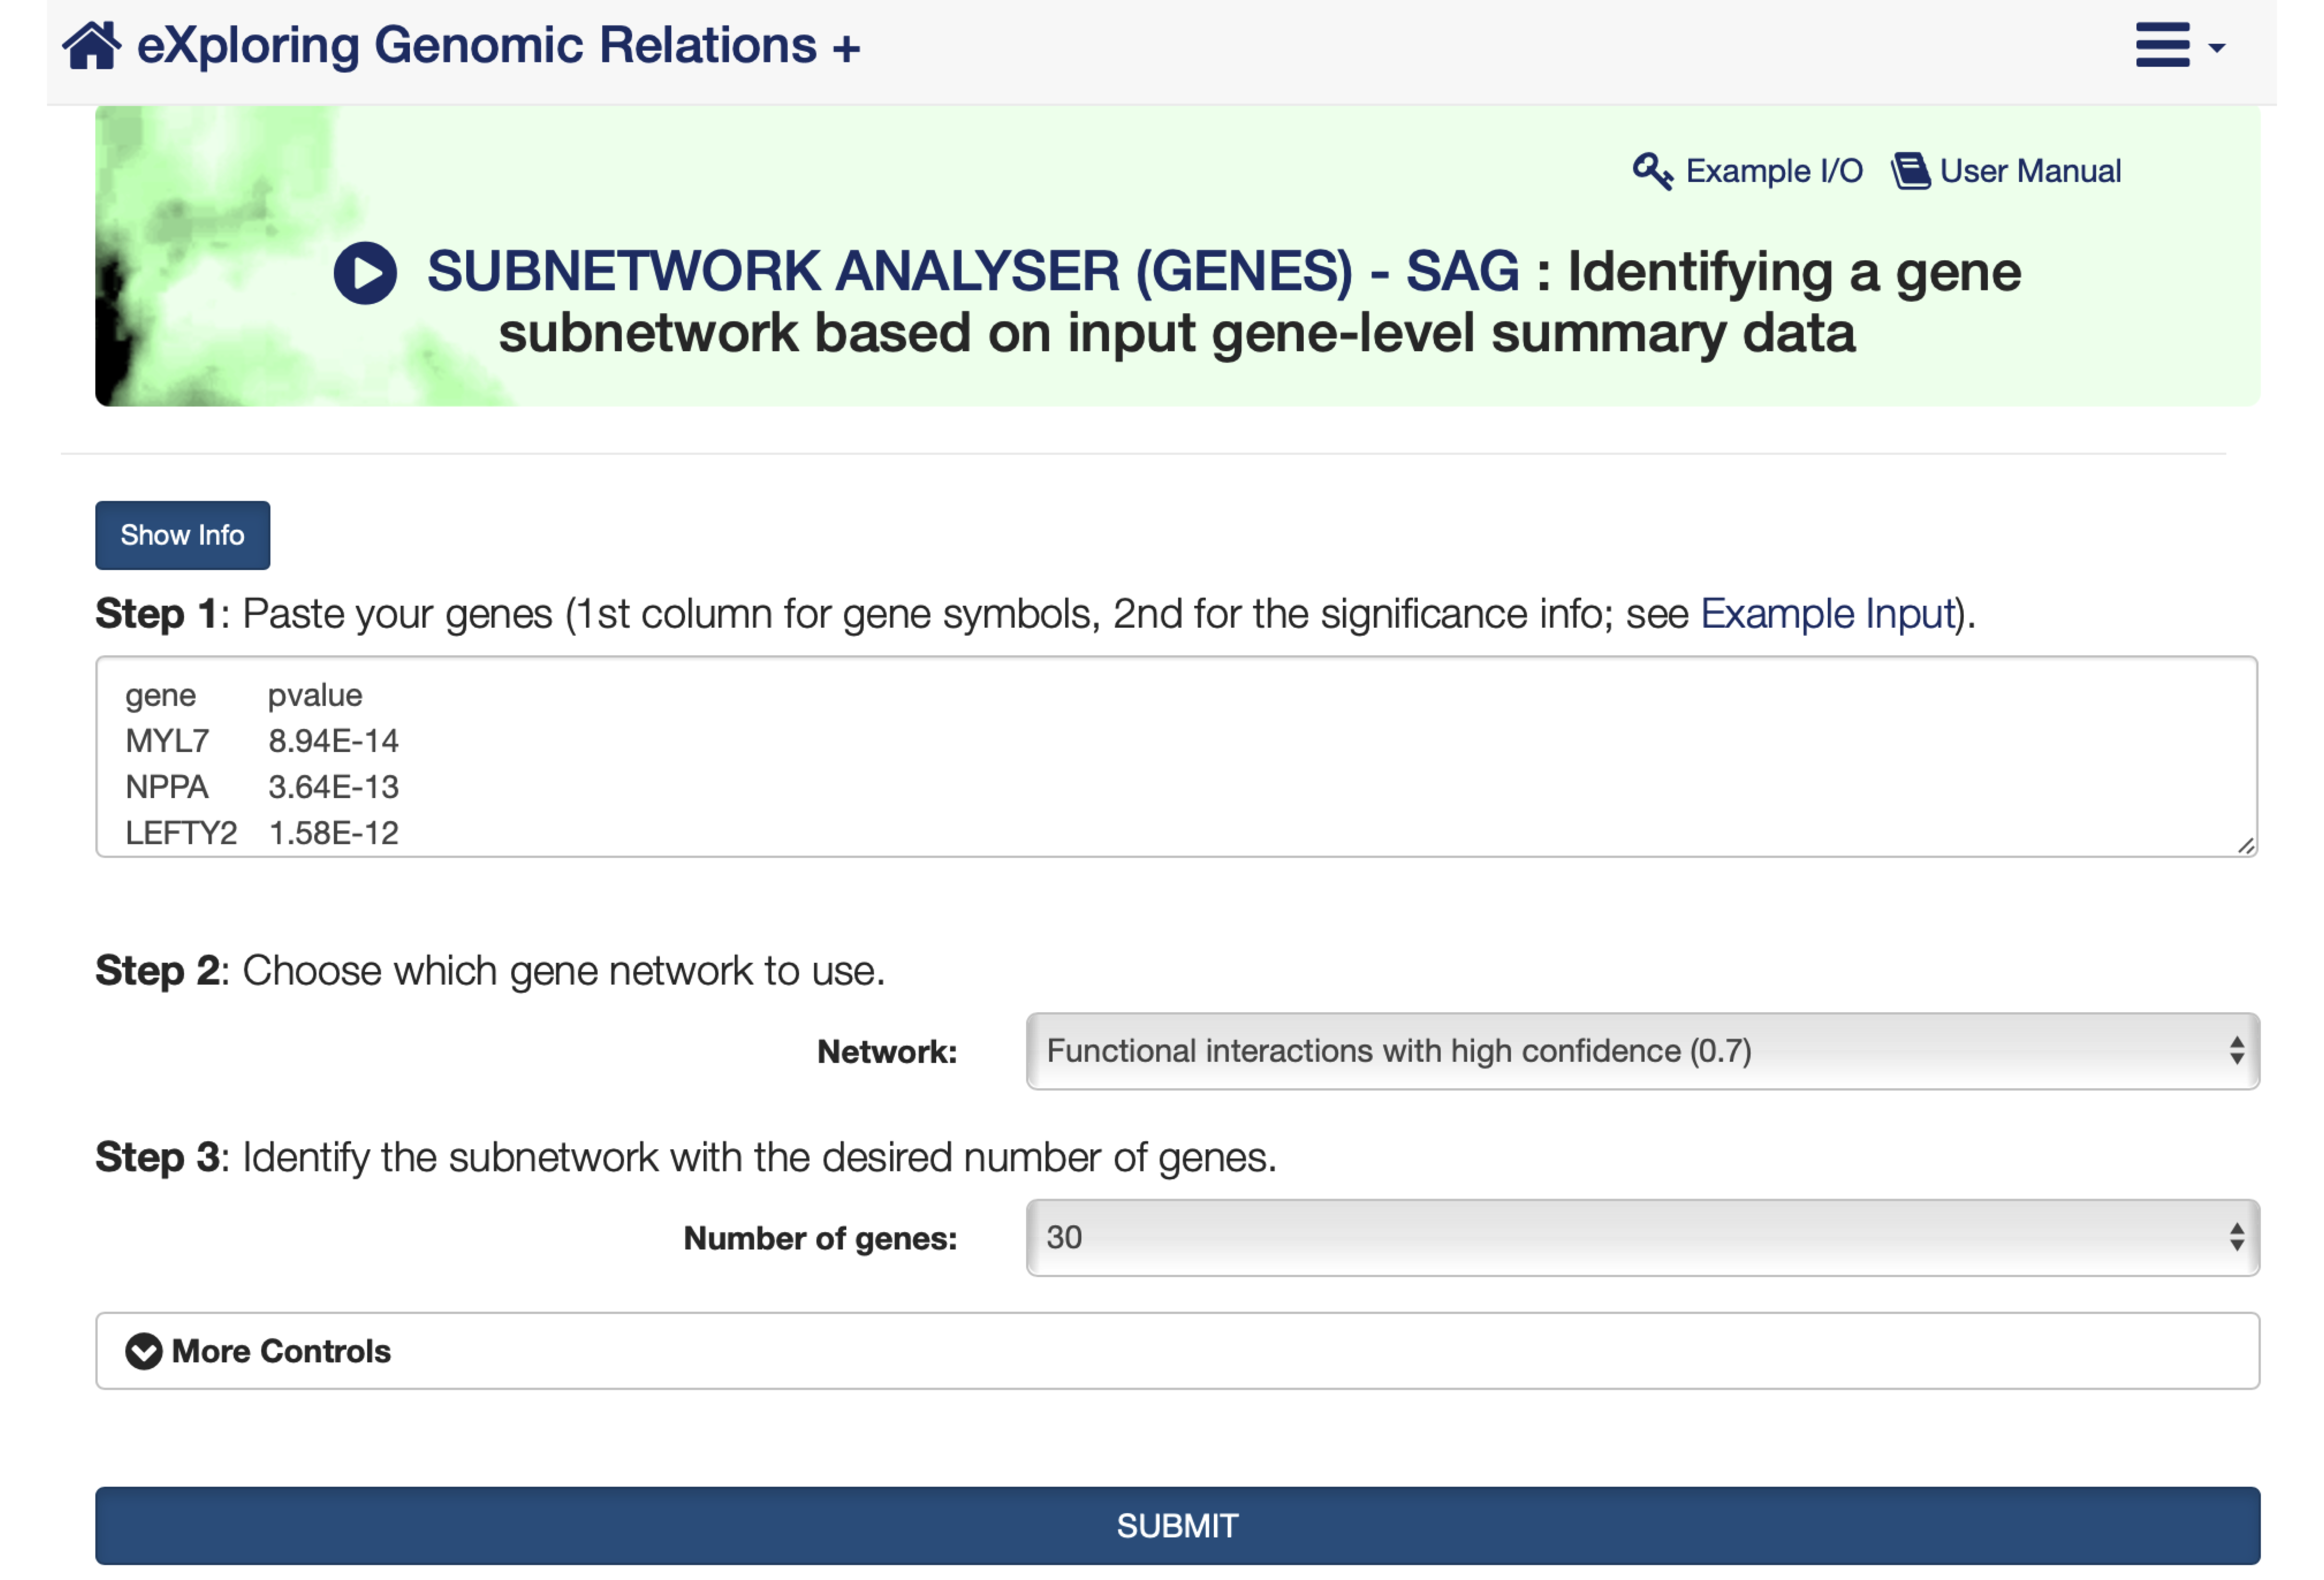 eXploring Genomic Relations +
Example I/O User Manual
SUBNETWORK ANALYSER (GENES) - SAG : Identifying a gene
subnetwork based on input gene-level summary data
Show Info
Step 1: Paste your genes (1st column for gene symbols, 2nd for the significance info; see Example Input).
gene pvalue
MYL7 8.94E-14
NPPA 3.64E-13
LEFTY2 1.58E-12
Step 2: Choose which gene network to use.
Network: Functional interactions with high confidence (0.7)
Step 3: Identify the subnetwork with the desired number of genes.
Number of genes: 30
More Controls
SUBMIT